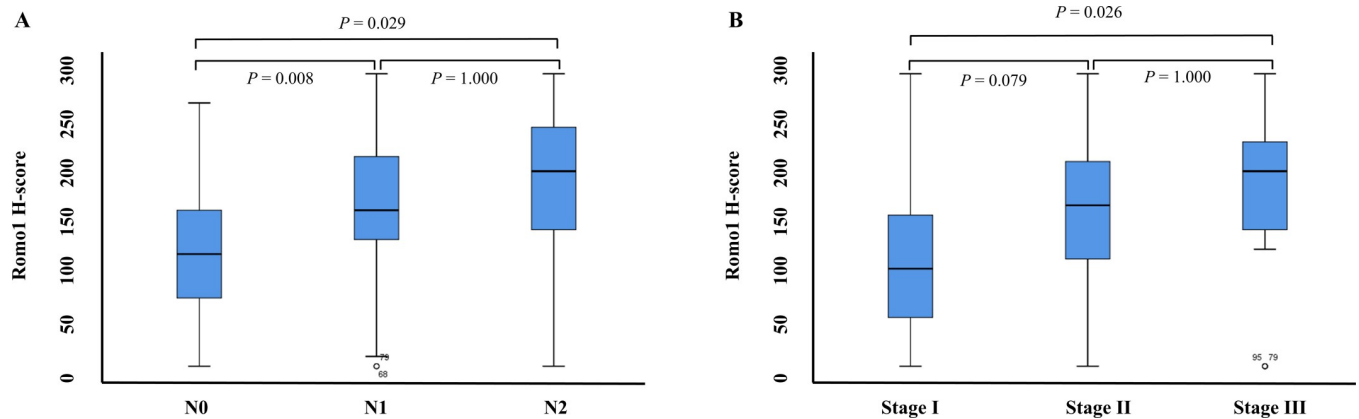 A
P = 0.029
P = 0.008
P = 1.000
Romo1 H-score
300
250
200
150
100
50
0
79
68
N0
N1
N2
B
P = 0.026
P = 0.079
P = 1.000
Romo1 H-score
300
250
200
150
100
50
0
95 79
Stage I
Stage II
Stage III